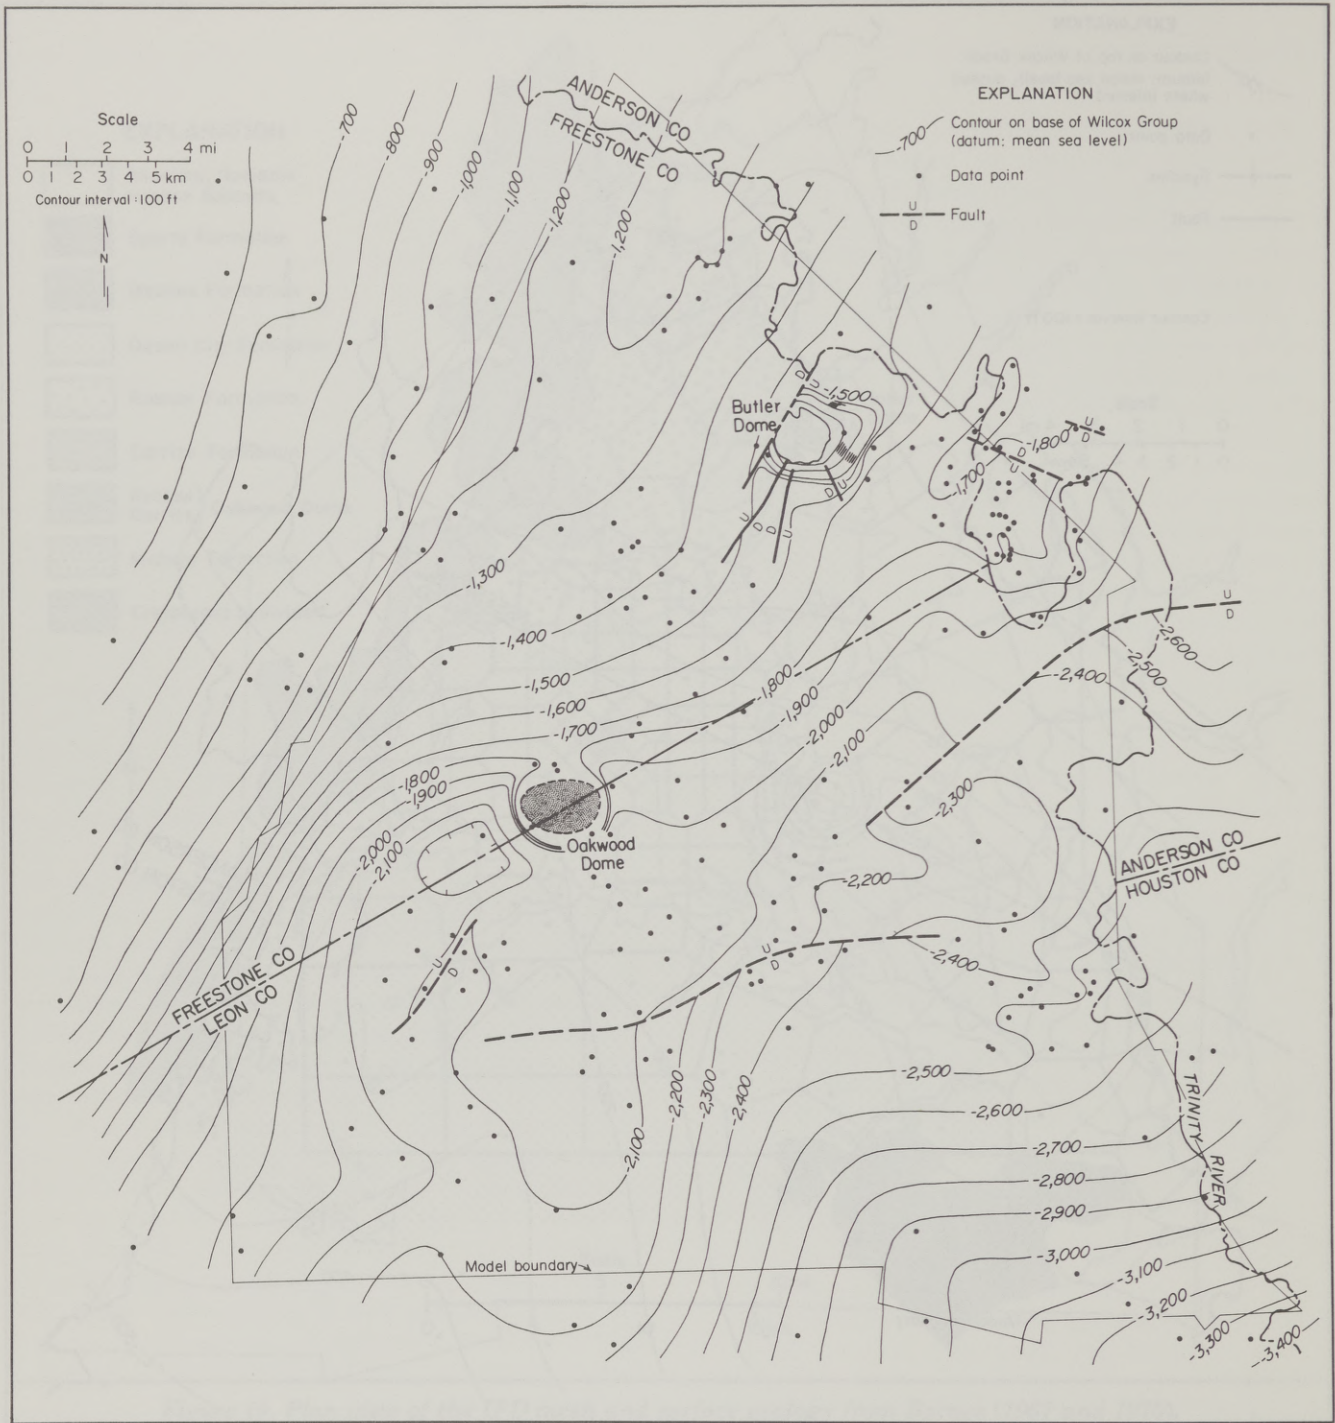 ANDERSON CO
FREESTONE CO
EXPLANATION
-700
Contour on base of Wilcox Group
(datum: mean sea level)
Data point
U
D
Fault
Scale
0 1 2 3 4 mi
0 1 2 3 4 5 km
Contour interval : 100 ft
N
-700
-800
-900
-1,000
-1,100
-1,200
-1,200
D
U
-1,500
Butler
Dome
-1,800
U
D
D
U
-1,700
D U
U
D
D
U
-1,300
-1,400
-1,500
-1,600
-1,700
-1,800
-1,900
-2,000
-2,100
U
D
-2,600
-2,500
-2,400
-1,800
-1,900
-2,000
-2,100
-2,300
Oakwood
Dome
-2,200
ANDERSON CO
HOUSTON CO
U
D
U
D
-2,400
FREESTONE CO
LEON CO
-2,500
-2,200
-2,300
-2,400
-2,100
-2,600
-2,700
-2,800
-2,900
-3,000
-3,100
-3,200
-3,300
-3,400
TRINITY
RIVER
Model boundary